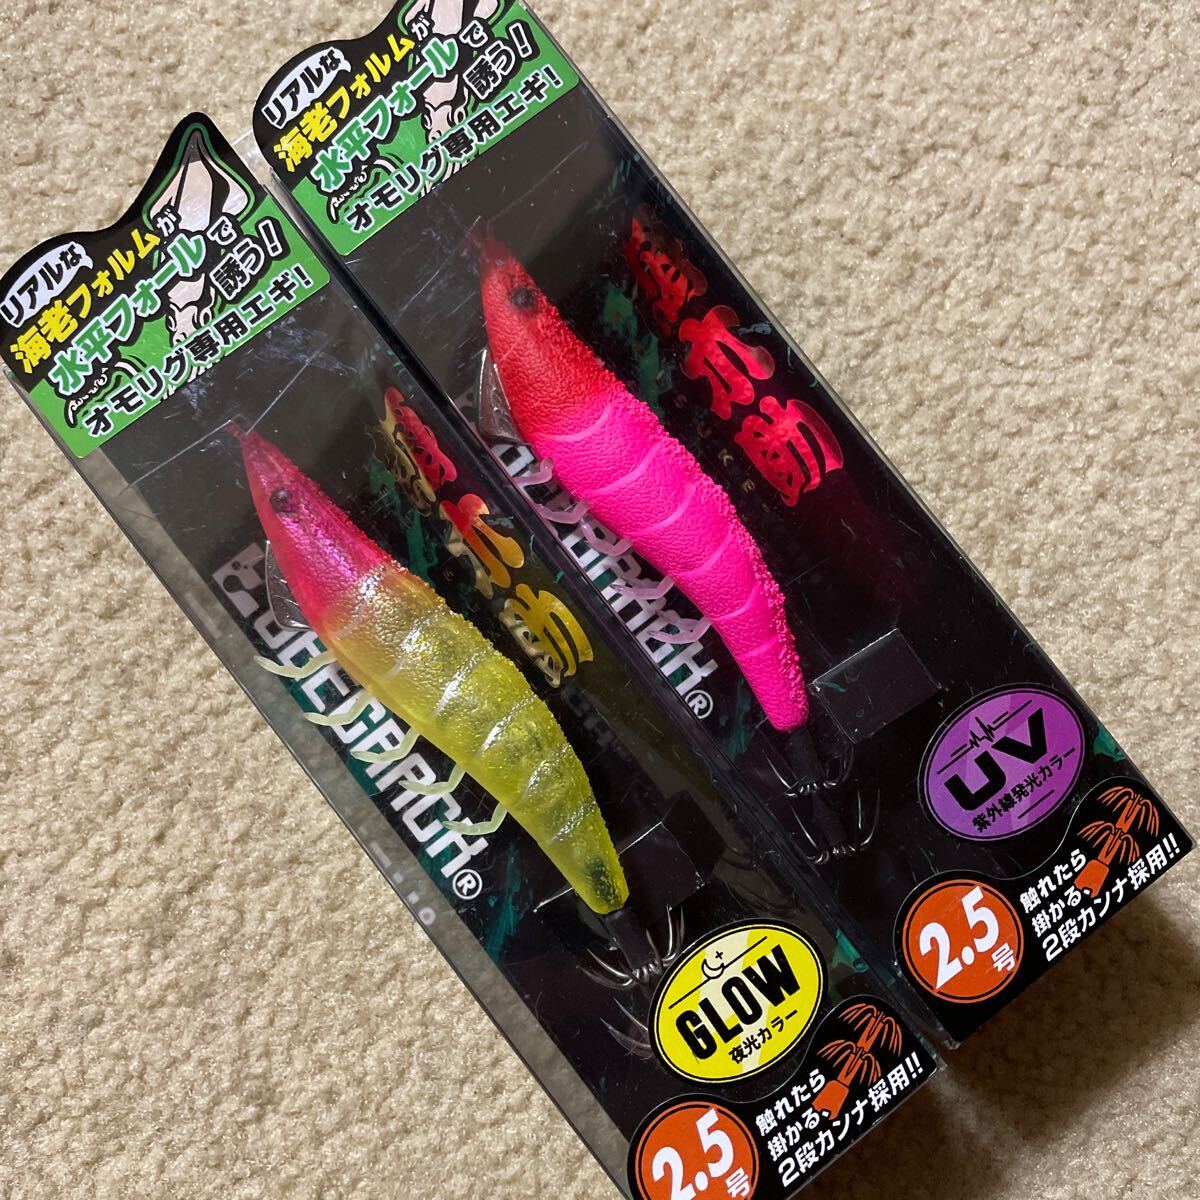 リアルな
海老フォルムが
水平フォールで
誘う!
オモリグ専用エギ!
GLOW
夜光カラー
2.5号
触れたら
掛かる、
2段カンナ採用!!
リアルな
海老フォルムが
水平フォールで
誘う!
オモリグ専用エギ!
UV
紫外線発光カラー
2.5号
触れたら
掛かる、
2段カンナ採用!!